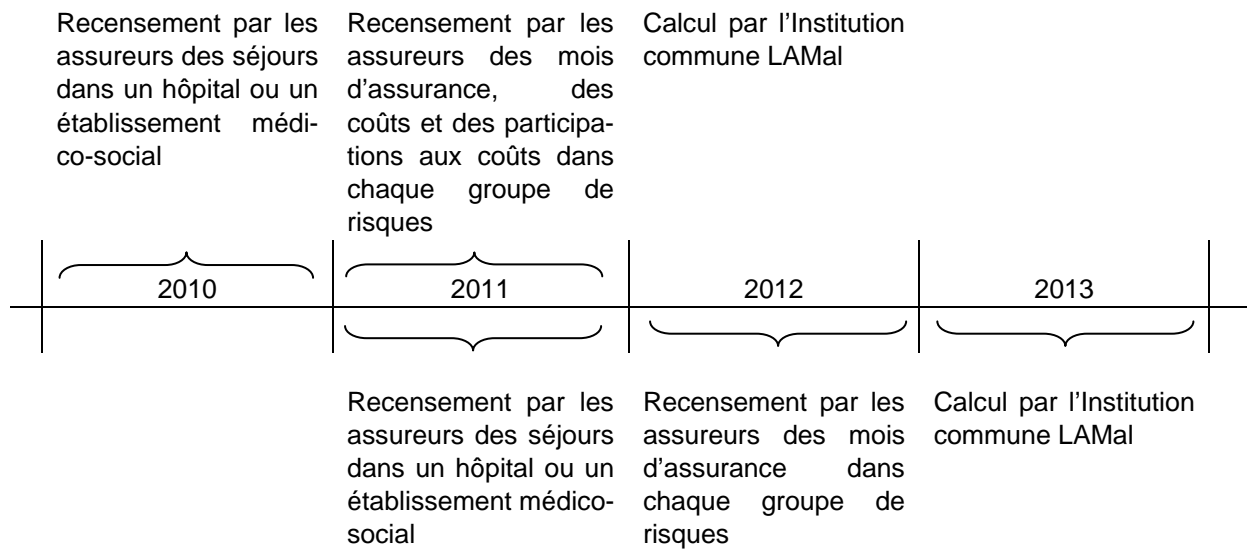 Recensement par les
assureurs des séjours
dans un hôpital ou un
établissement médi-
co-social
Recensement par les
assureurs des mois
d'assurance, des
coûts et des participa-
tions aux coûts dans
chaque groupe de
risques
Calcul par l'Institution
commune LAMal
2010
2011
2012
2013
Recensement par les
assureurs des séjours
dans un hôpital ou un
établissement médico-
social
Recensement par les
assureurs des mois
d'assurance dans
chaque groupe de
risques
Calcul par l'Institution
commune LAMal